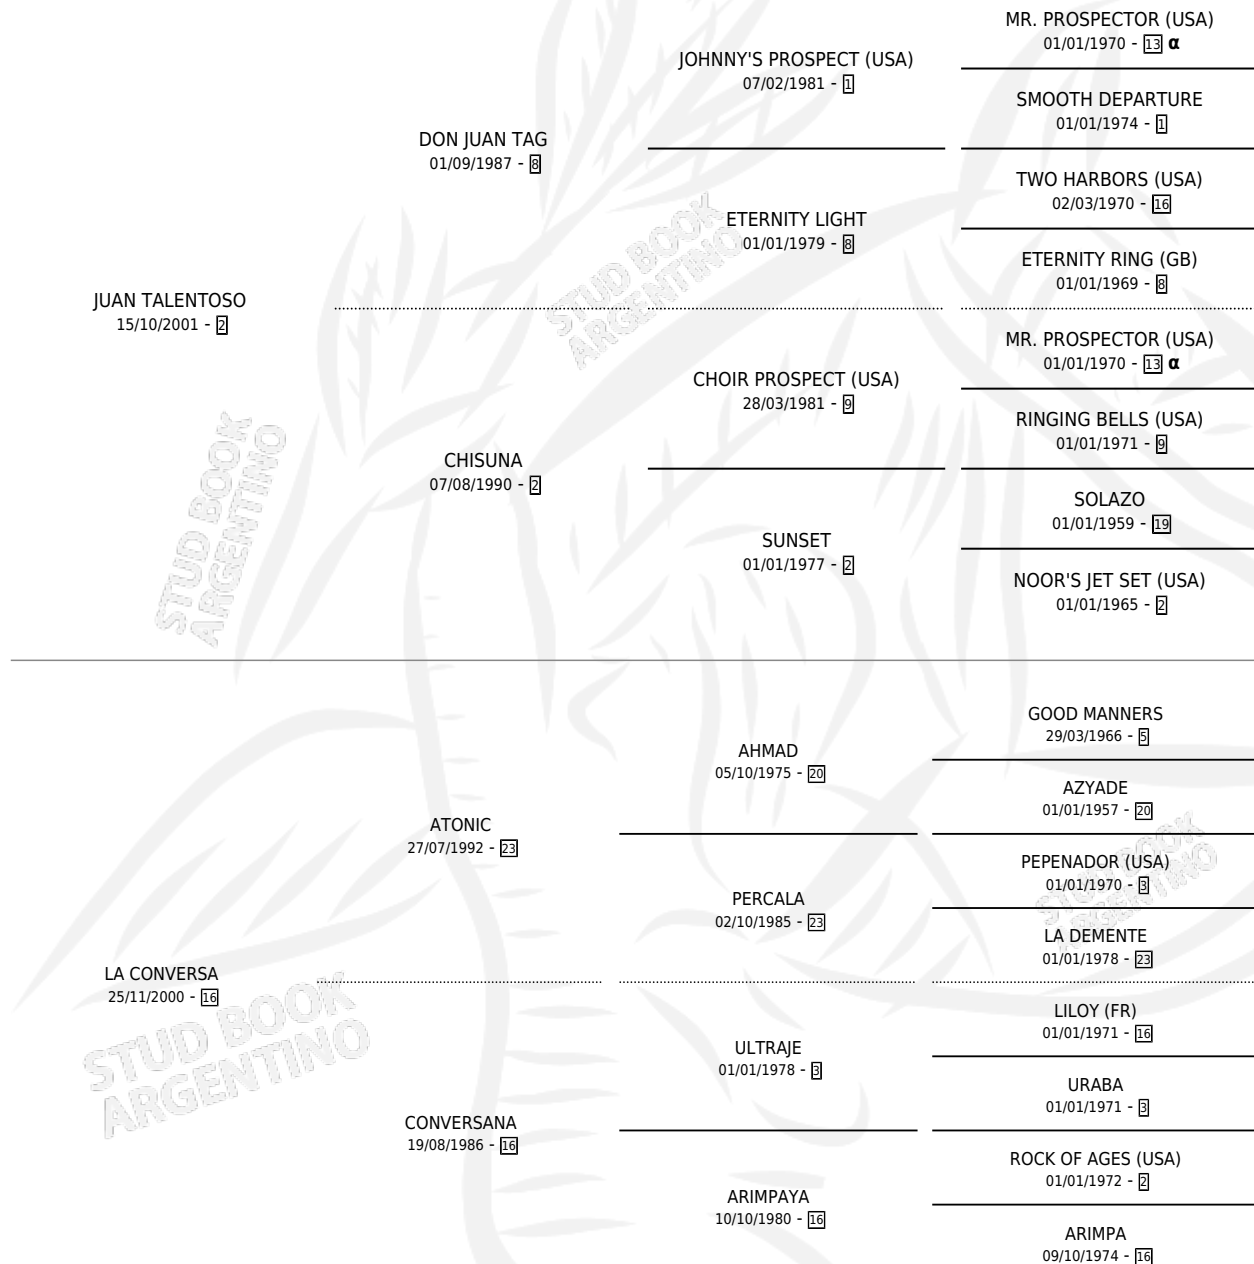 MR. PROSPECTOR (USA)
01/01/1970 - 13 α
JOHNNY'S PROSPECT (USA)
07/02/1981 - 1
SMOOTH DEPARTURE
01/01/1974 - 1
DON JUAN TAG
01/09/1987 - 8
TWO HARBORS (USA)
02/03/1970 - 16
ETERNITY LIGHT
01/01/1979 - 8
ETERNITY RING (GB)
01/01/1969 - 8
JUAN TALENTOSO
15/10/2001 - 2
MR. PROSPECTOR (USA)
01/01/1970 - 13 α
CHOIR PROSPECT (USA)
28/03/1981 - 9
RINGING BELLS (USA)
01/01/1971 - 9
CHISUNA
07/08/1990 - 2
SOLAZO
01/01/1959 - 19
SUNSET
01/01/1977 - 2
NOOR'S JET SET (USA)
01/01/1965 - 2
GOOD MANNERS
29/03/1966 - 5
AHMAD
05/10/1975 - 20
AZYADE
01/01/1957 - 20
ATONIC
27/07/1992 - 23
PEPENADOR (USA)
01/01/1970 - 3
PERCALA
02/10/1985 - 23
LA DEMENTE
01/01/1978 - 23
LA CONVERSA
25/11/2000 - 16
LILOY (FR)
01/01/1971 - 16
ULTRAJE
01/01/1978 - 3
URABA
01/01/1971 - 3
CONVERSANA
19/08/1986 - 16
ROCK OF AGES (USA)
01/01/1972 - 2
ARIMPAYA
10/10/1980 - 16
ARIMPA
09/10/1974 - 16
STUD BOOK
ARGENTINO
STUD BOOK
ARGENTINO
STUD BOOK
ARGENTINO
STUD BOOK
ARGENTINO